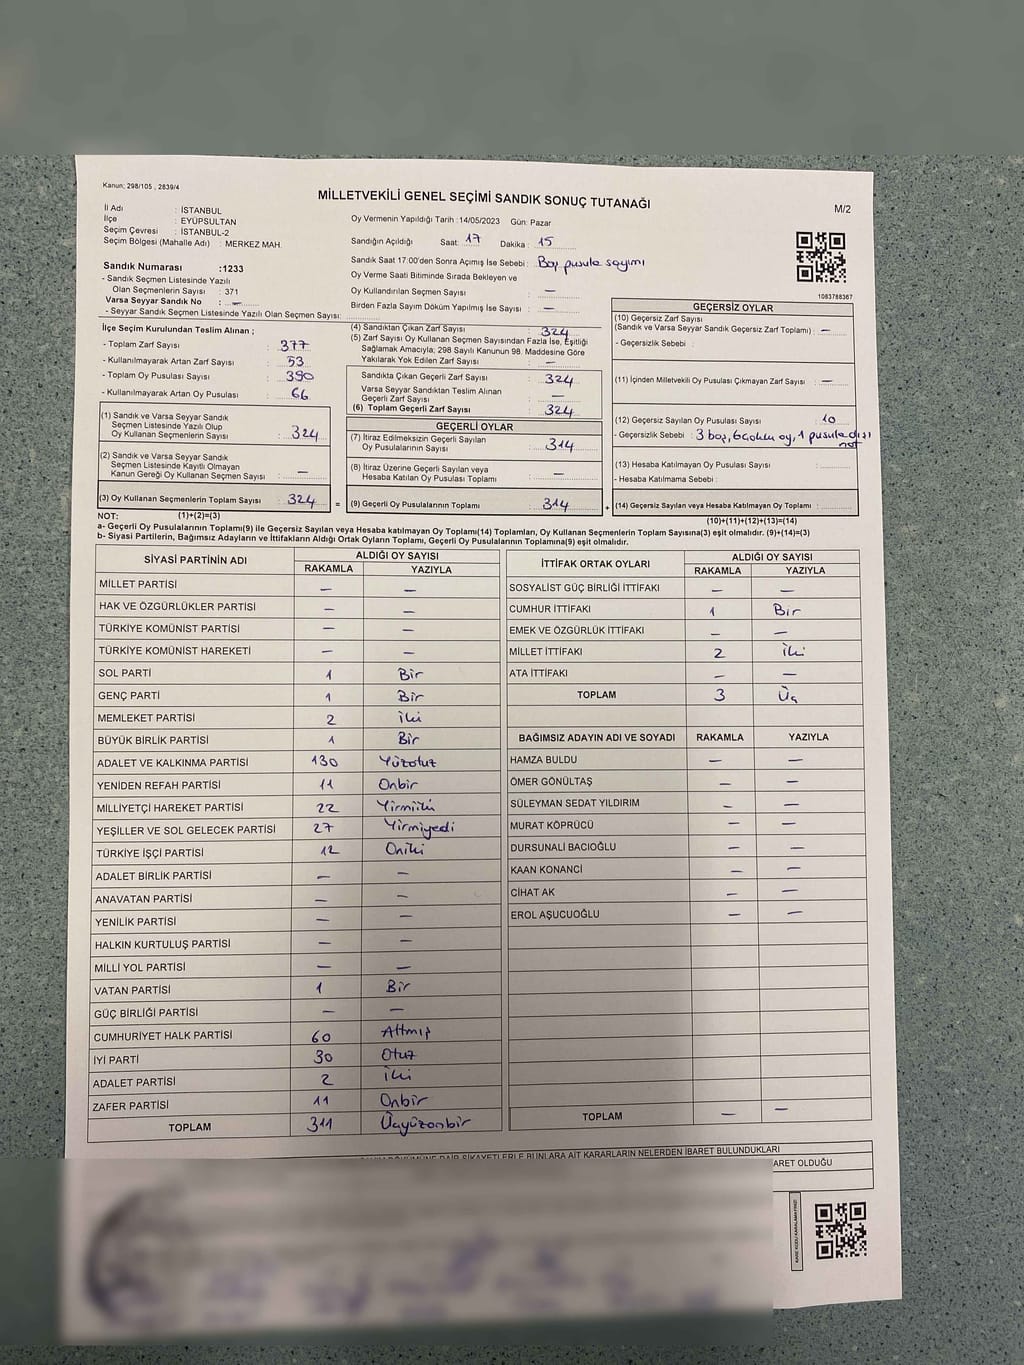 Kanun: 298/105 , 2839/4
MİLLETVEKİLİ GENEL SEÇİMİ SANDIK SONUÇ TUTANAĞI
M/2
İl Adı : İSTANBUL
İlçe : EYÜPSULTAN
Seçim Çevresi : İSTANBUL-2
Seçim Bölgesi (Mahalle Adı) : MERKEZ MAH.
Oy Vermenin Yapıldığı Tarih :14/05/2023 Gün: Pazar
Sandığın Açıldığı Saat: 17 Dakika : 15
Sandık Saat 17:00'den Sonra Açımış İse Sebebi : Boş pusula sayımı
Oy Verme Saati Bitiminde Sırada Bekleyen ve
Oy Kullandırılan Seçmen Sayısı : —
Birden Fazla Sayım Döküm Yapılmış İse Sayısı : —
Sandık Numarası :1233
- Sandık Seçmen Listesinde Yazılı
Olan Seçmenlerin Sayısı : 371
Varsa Seyyar Sandık No : —
- Seyyar Sandık Seçmen Listesinde Yazılı Olan Seçmen Sayısı:
1083788367
İlçe Seçim Kurulundan Teslim Alınan ;
- Toplam Zarf Sayısı : 377
- Kullanılmayarak Artan Zarf Sayısı : 53
- Toplam Oy Pusulası Sayısı : 390
- Kullanılmayarak Artan Oy Pusulası : 66
(1) Sandık ve Varsa Seyyar Sandık
Seçmen Listesinde Yazılı Olup
Oy Kullanan Seçmenlerin Sayısı : 324
(2) Sandık ve Varsa Seyyar Sandık
Seçmen Listesinde Kayıtlı Olmayan
Kanun Gereği Oy Kullanan Seçmen Sayısı : —
(3) Oy Kullanan Seçmenlerin Toplam Sayısı : 324 =
(4) Sandıktan Çıkan Zarf Sayısı : 324
(5) Zarf Sayısı Oy Kullanan Seçmen Sayısından Fazla İse, Eşitliği
Sağlamak Amacıyla, 298 Sayılı Kanunun 98. Maddesine Göre
Yakılarak Yok Edilen Zarf Sayısı : —
Sandıkta Çıkan Geçerli Zarf Sayısı : 324
Varsa Seyyar Sandıktan Teslim Alınan
Geçerli Zarf Sayısı : —
(6) Toplam Geçerli Zarf Sayısı : 324
GEÇERLİ OYLAR
(7) İtiraz Edilmeksizin Geçerli Sayılan
Oy Pusulalarının Sayısı : 314
(8) İtiraz Üzerine Geçerli Sayılan veya
Hesaba Katılan Oy Pusulası Toplamı : —
(9) Geçerli Oy Pusulalarının Toplamı : 314 +
GEÇERSİZ OYLAR
(10) Geçersiz Zarf Sayısı
(Sandık ve Varsa Seyyar Sandık Geçersiz Zarf Toplamı) : —
- Geçersizlik Sebebi :
(11) İçinden Milletvekili Oy Pusulası Çıkmayan Zarf Sayısı : —
(12) Geçersiz Sayılan Oy Pusulası Sayısı : 10
- Geçersizlik Sebebi : 3 boş, 6 çoklu oy, 1 pusula dışı
not
(13) Hesaba Katılmayan Oy Pusulası Sayısı :
- Hesaba Katılmama Sebebi :
(14) Geçersiz Sayılan veya Hesaba Katılmayan Oy Toplamı :
NOT: (1)+(2)=(3) (10)+(11)+(12)+(13)=(14)
a- Geçerli Oy Pusulalarının Toplamı(9) ile Geçersiz Sayılan veya Hesaba katılmayan Oy Toplamı(14) Toplamları, Oy Kullanan Seçmenlerin Toplam Sayısına(3) eşit olmalıdır. (9)+(14)=(3)
b- Siyasi Partilerin, Bağımsız Adayların ve İttifakların Aldığı Ortak Oyların Toplamı, Geçerli Oy Pusulalarının Toplamına(9) eşit olmalıdır.
SİYASİ PARTİNİN ADI ALDIĞI OY SAYISI
RAKAMLA YAZIYLA
MİLLET PARTİSİ — —
HAK VE ÖZGÜRLÜKLER PARTİSİ — —
TÜRKİYE KOMÜNİST PARTİSİ — —
TÜRKİYE KOMÜNİST HAREKETİ — —
SOL PARTİ 1 Bir
GENÇ PARTİ 1 Bir
MEMLEKET PARTİSİ 2 İki
BÜYÜK BİRLİK PARTİSİ 1 Bir
ADALET VE KALKINMA PARTİSİ 130 Yüzotuz
YENİDEN REFAH PARTİSİ 11 Onbir
MİLLİYETÇİ HAREKET PARTİSİ 22 Yirmiiki
YEŞİLLER VE SOL GELECEK PARTİSİ 27 Yirmiyedi
TÜRKİYE İŞÇİ PARTİSİ 12 Oniki
ADALET BİRLİK PARTİSİ — —
ANAVATAN PARTİSİ — —
YENİLİK PARTİSİ — —
HALKIN KURTULUŞ PARTİSİ — —
MİLLİ YOL PARTİSİ — —
VATAN PARTİSİ 1 Bir
GÜÇ BİRLİĞİ PARTİSİ — —
CUMHURİYET HALK PARTİSİ 60 Altmış
İYİ PARTİ 30 Otuz
ADALET PARTİSİ 2 İki
ZAFER PARTİSİ 11 Onbir
TOPLAM 311 Üçyüzonbir
İTTİFAK ORTAK OYLARI ALDIĞI OY SAYISI
RAKAMLA YAZIYLA
SOSYALİST GÜÇ BİRLİĞİ İTTİFAKI — —
CUMHUR İTTİFAKI 1 Bir
EMEK VE ÖZGÜRLÜK İTTİFAKI — —
MİLLET İTTİFAKI 2 İki
ATA İTTİFAKI — —
TOPLAM 3 Üç
BAĞIMSIZ ADAYIN ADI VE SOYADI RAKAMLA YAZIYLA
HAMZA BULDU — —
ÖMER GÖNÜLTAŞ — —
SÜLEYMAN SEDAT YILDIRIM — —
MURAT KÖPRÜCÜ — —
DURSUNALİ BACIOĞLU — —
KAAN KONANCİ — —
CİHAT AK — —
EROL AŞUCUOĞLU — —
TOPLAM — —
DÖKÜMÜNE DAİR ŞİKAYETLERLE BUNLARA AİT KARARLARIN NELERDEN İBARET BULUNDUKLARI
ARET OLDUĞU
KARE KODU KARALAMAYINIZ!